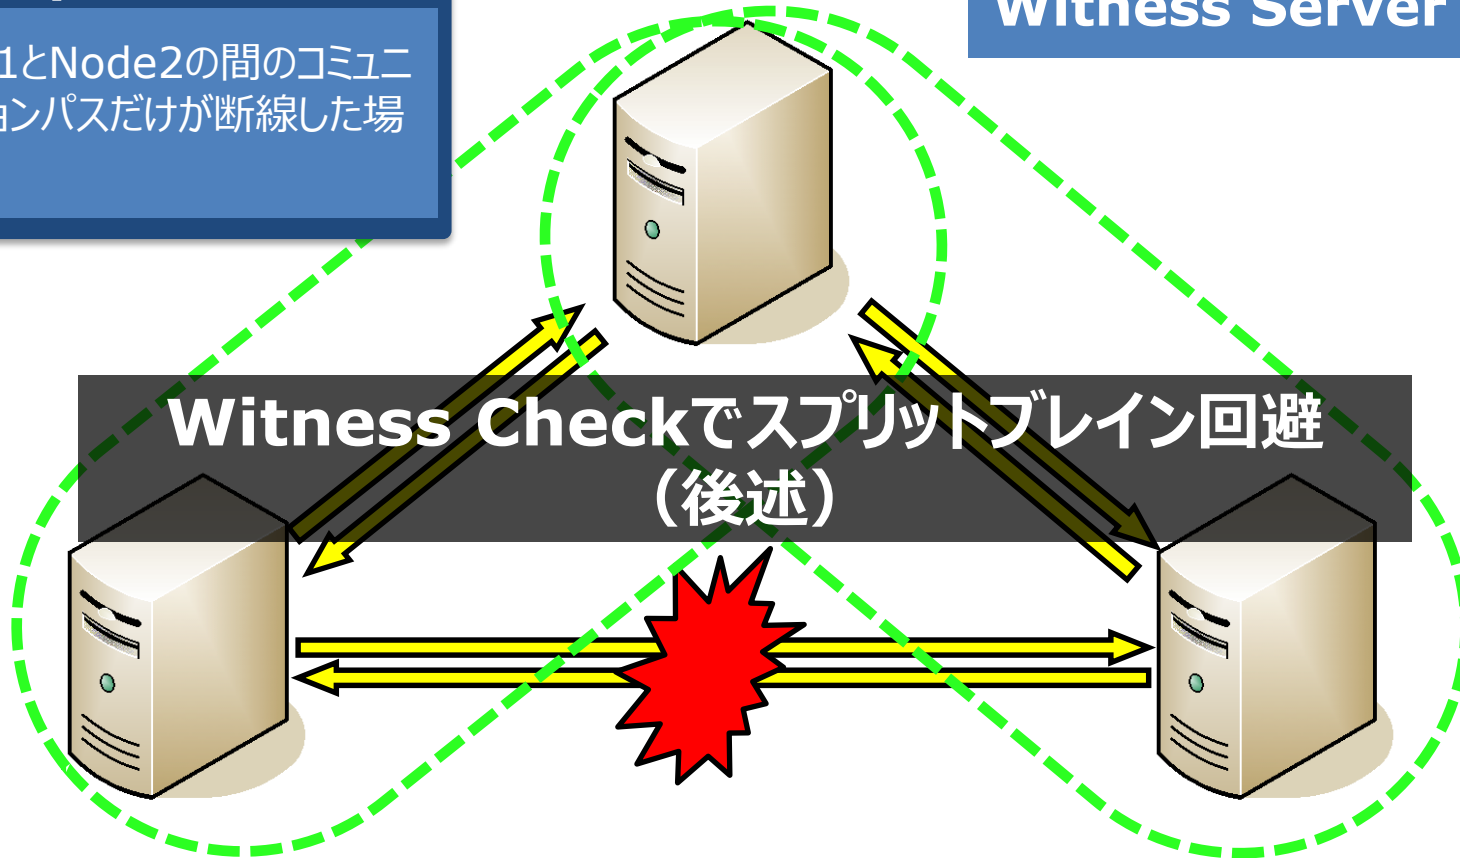 1とNode2の間のコミュニ
ョンパスだけが断線した場
Witness Server
Witness Checkでスプリットブレイン回避
（後述）